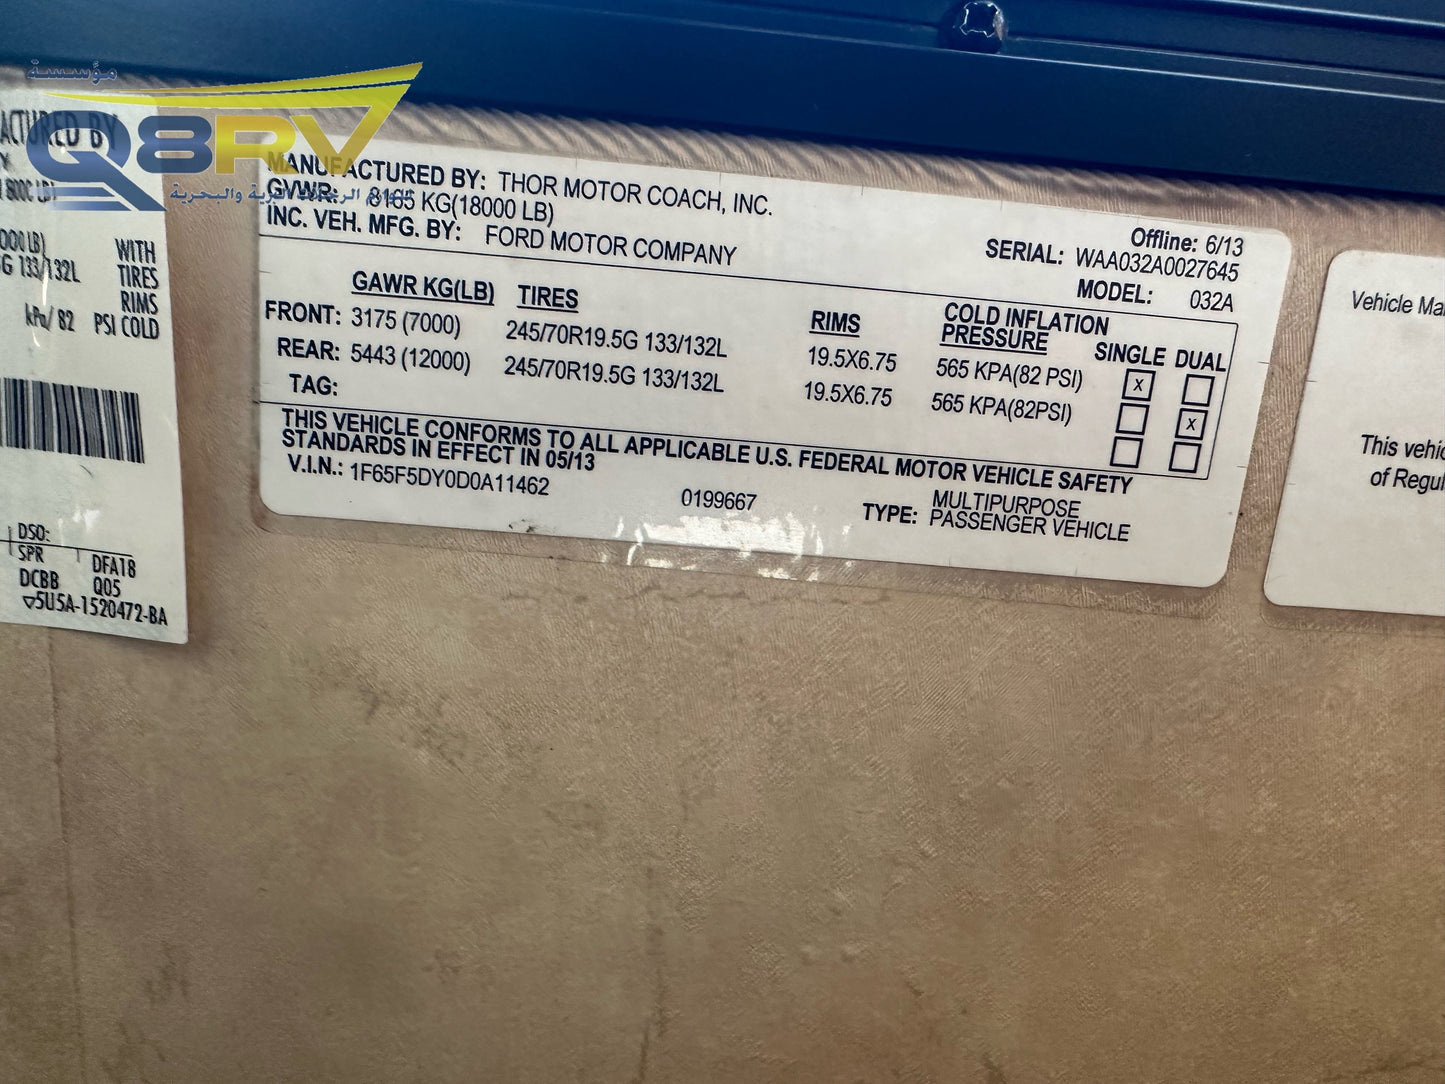 مؤسسة
Q8RV
MANUFACTURED BY: THOR MOTOR COACH, INC.
GVWR: 8165 KG(18000 LB)
INC. VEH. MFG. BY: FORD MOTOR COMPANY
Offline: 6/13
SERIAL: WAA032A0027645
MODEL: 032A
GAWR KG(LB) TIRES RIMS COLD INFLATION PRESSURE SINGLE DUAL
FRONT: 3175 (7000) 245/70R19.5G 133/132L 19.5X6.75 565 KPA(82 PSI) X
REAR: 5443 (12000) 245/70R19.5G 133/132L 19.5X6.75 565 KPA(82PSI) X
TAG:
THIS VEHICLE CONFORMS TO ALL APPLICABLE U.S. FEDERAL MOTOR VEHICLE SAFETY
STANDARDS IN EFFECT IN 05/13
V.I.N.: 1F65F5DY0D0A11462 0199667 TYPE: MULTIPURPOSE
PASSENGER VEHICLE
BY
WITH
133/132L TIRES
RIMS
kPa/ 82 PSI COLD
DSO:
SPR DFA18
DCBB Q05
5U5A-1520472-BA
Vehicle
This
of